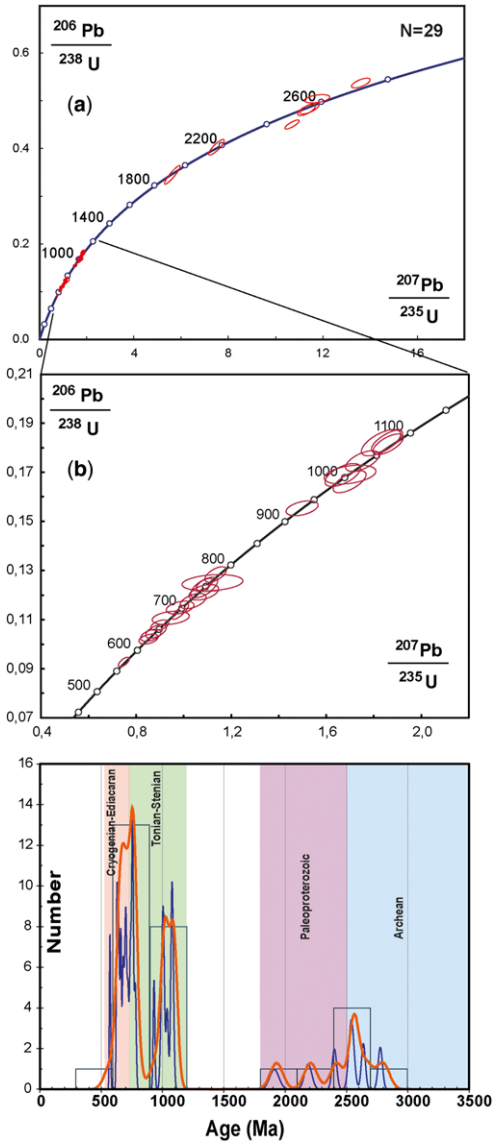 0.6
0.4
0.2
0.0
²⁰⁶Pb
²³⁸U
N=29
(a)
2600
2200
1800
1400
1000
²⁰⁷Pb
²³⁵U
0 4 8 12 16
0,21
0,19
0,17
0,15
0,13
0,11
0,09
0,07
²⁰⁶Pb
²³⁸U
(b)
1100
1000
900
800
700
600
500
²⁰⁷Pb
²³⁵U
0,4 0,8 1,2 1,6 2,0
16
14
12
10
8
6
4
2
0
Number
Cryogenian-Ediacaran
Tonian-Stenian
Paleoproterozoic
Archean
0 500 1000 1500 2000 2500 3000 3500
Age (Ma)